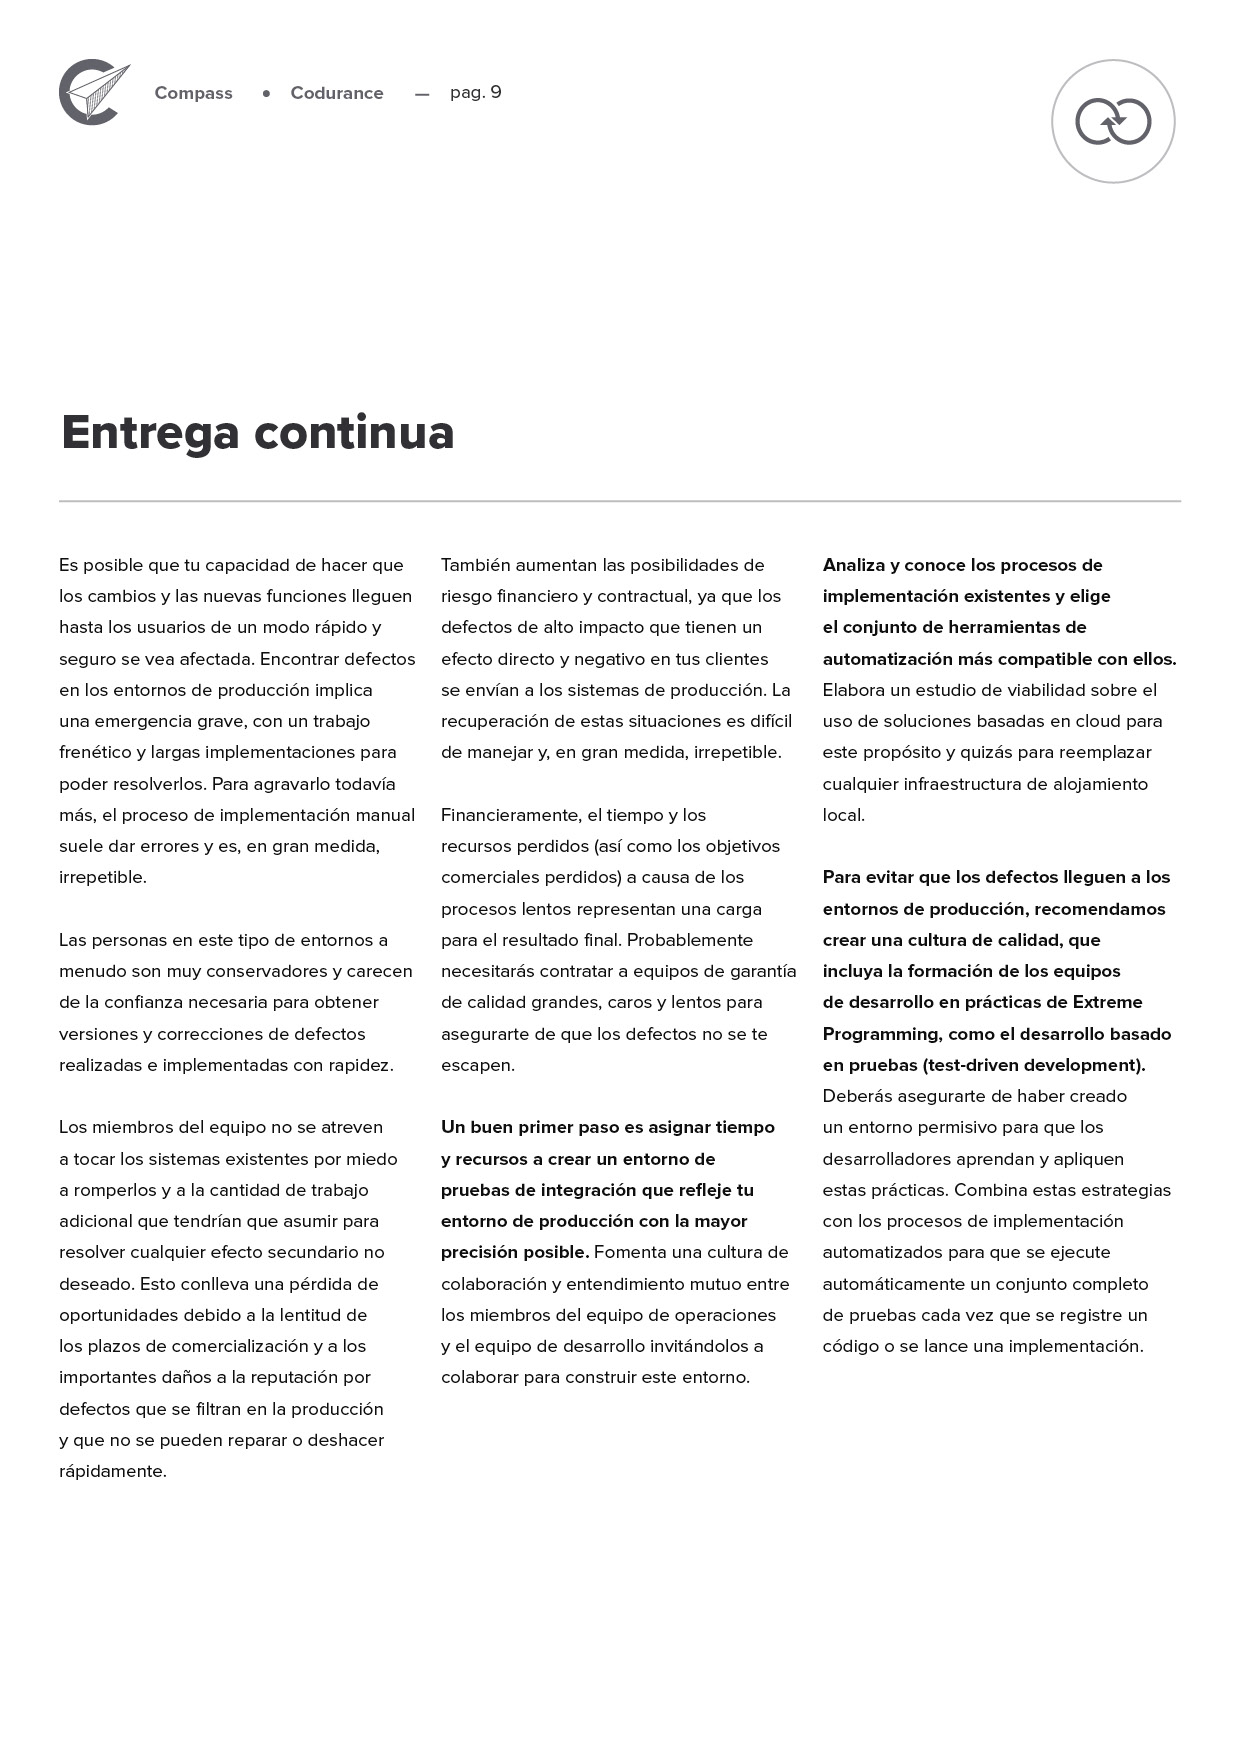 Compass • Codurance — pag. 9
Entrega continua
Es posible que tu capacidad de hacer que
los cambios y las nuevas funciones lleguen
hasta los usuarios de un modo rápido y
seguro se vea afectada. Encontrar defectos
en los entornos de producción implica
una emergencia grave, con un trabajo
frenético y largas implementaciones para
poder resolverlos. Para agravarlo todavía
más, el proceso de implementación manual
suele dar errores y es, en gran medida,
irrepetible.
Las personas en este tipo de entornos a
menudo son muy conservadores y carecen
de la confianza necesaria para obtener
versiones y correcciones de defectos
realizadas e implementadas con rapidez.
Los miembros del equipo no se atreven
a tocar los sistemas existentes por miedo
a romperlos y a la cantidad de trabajo
adicional que tendrían que asumir para
resolver cualquier efecto secundario no
deseado. Esto conlleva una pérdida de
oportunidades debido a la lentitud de
los plazos de comercialización y a los
importantes daños a la reputación por
defectos que se filtran en la producción
y que no se pueden reparar o deshacer
rápidamente.
También aumentan las posibilidades de
riesgo financiero y contractual, ya que los
defectos de alto impacto que tienen un
efecto directo y negativo en tus clientes
se envían a los sistemas de producción. La
recuperación de estas situaciones es difícil
de manejar y, en gran medida, irrepetible.
Financieramente, el tiempo y los
recursos perdidos (así como los objetivos
comerciales perdidos) a causa de los
procesos lentos representan una carga
para el resultado final. Probablemente
necesitarás contratar a equipos de garantía
de calidad grandes, caros y lentos para
asegurarte de que los defectos no se te
escapen.
Un buen primer paso es asignar tiempo
y recursos a crear un entorno de
pruebas de integración que refleje tu
entorno de producción con la mayor
precisión posible. Fomenta una cultura de
colaboración y entendimiento mutuo entre
los miembros del equipo de operaciones
y el equipo de desarrollo invitándolos a
colaborar para construir este entorno.
Analiza y conoce los procesos de
implementación existentes y elige
el conjunto de herramientas de
automatización más compatible con ellos.
Elabora un estudio de viabilidad sobre el
uso de soluciones basadas en cloud para
este propósito y quizás para reemplazar
cualquier infraestructura de alojamiento
local.
Para evitar que los defectos lleguen a los
entornos de producción, recomendamos
crear una cultura de calidad, que
incluya la formación de los equipos
de desarrollo en prácticas de Extreme
Programming, como el desarrollo basado
en pruebas (test-driven development).
Deberás asegurarte de haber creado
un entorno permisivo para que los
desarrolladores aprendan y apliquen
estas prácticas. Combina estas estrategias
con los procesos de implementación
automatizados para que se ejecute
automáticamente un conjunto completo
de pruebas cada vez que se registre un
código o se lance una implementación.